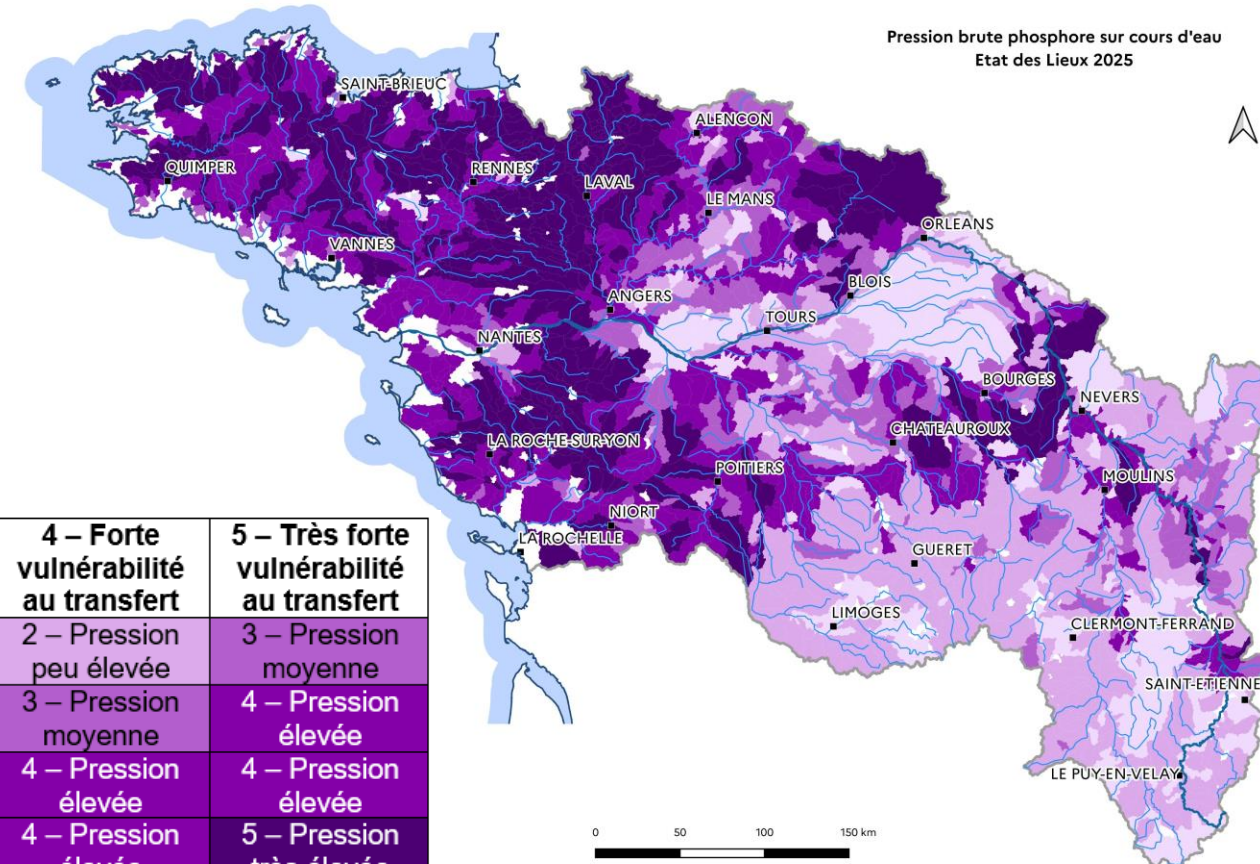 Pression brute phosphore sur cours d'eau
Etat des Lieux 2025
SAINT-BRIEUC
ALENCON
QUIMPER
RENNES
LAVAL
LE MANS
ORLEANS
VANNES
ANGERS
BLOIS
TOURS
NANTES
BOURGES
NEVERS
CHATEAUROUX
LA ROCHE-SUR-YON
POITIERS
MOULINS
NIORT
LA ROCHELLE
GUERET
LIMOGES
CLERMONT-FERRAND
SAINT-ETIENNE
LE PUY-EN-VELAY
4 – Forte
vulnérabilité
au transfert
5 – Très forte
vulnérabilité
au transfert
2 – Pression
peu élevée
3 – Pression
moyenne
3 – Pression
moyenne
4 – Pression
élevée
4 – Pression
élevée
4 – Pression
élevée
4 – Pression
élevée
5 – Pression
très élevée
0 50 100 150 km